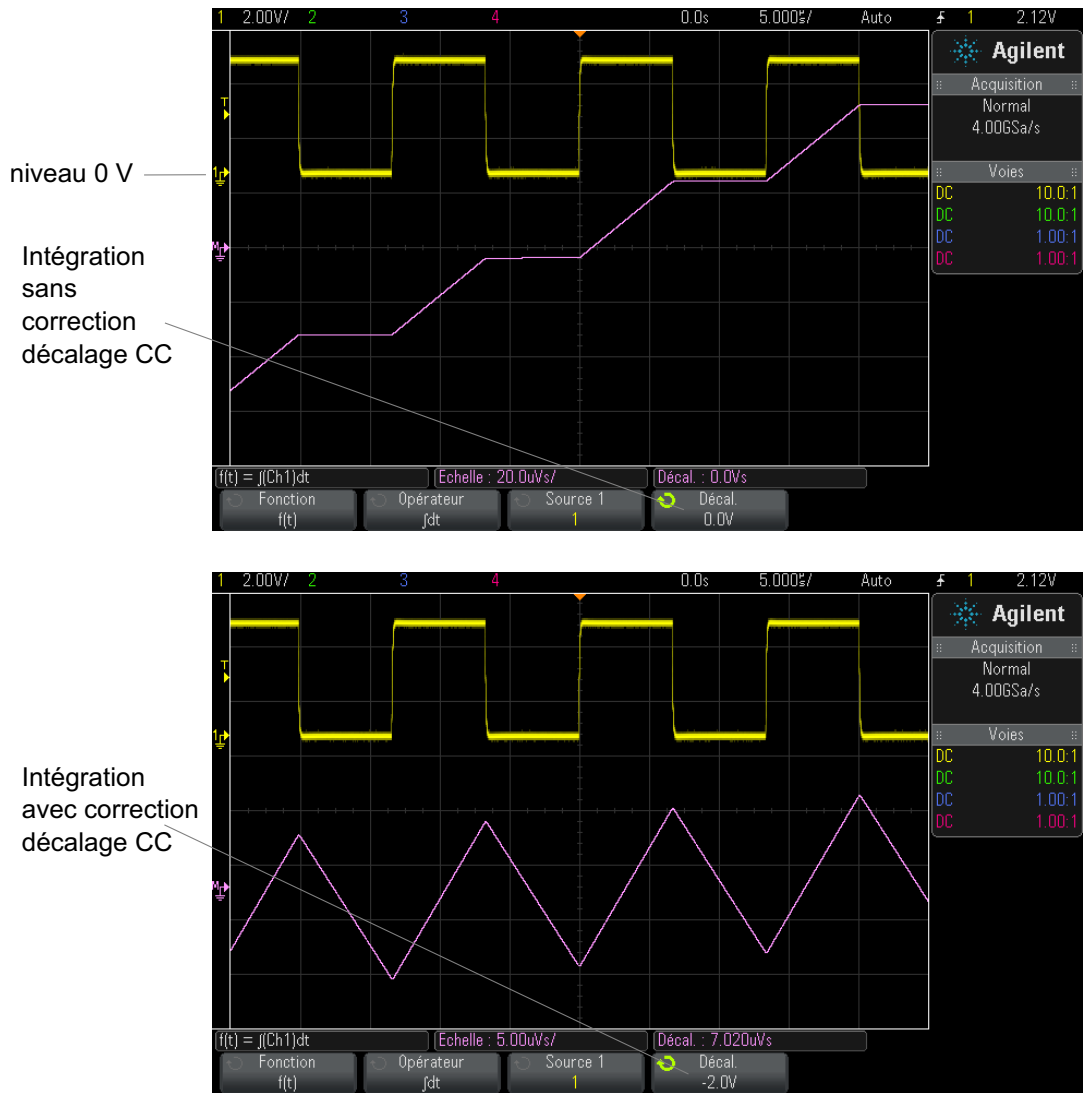 1 2.00V/ 2 3 4 0.0s 5.000µs/ Auto 1 2.12V
Agilent
Acquisition
Normal
4.00GSa/s
Voies
DC 10.0:1
DC 10.0:1
DC 1.00:1
DC 1.00:1
T
niveau 0 V
1
M
Intégration
sans
correction
décalage CC
f(t) = ∫(Ch1)dt Echelle : 20.0uVs/ Décal. : 0.0Vs
Fonction Opérateur Source 1 Décal.
f(t) ∫dt 1 0.0V
1 2.00V/ 2 3 4 0.0s 5.000µs/ Auto 1 2.12V
Agilent
Acquisition
Normal
4.00GSa/s
Voies
DC 10.0:1
DC 10.0:1
DC 1.00:1
DC 1.00:1
T
1
Intégration
avec correction
décalage CC
M
f(t) = ∫(Ch1)dt Echelle : 5.00uVs/ Décal. : 7.020uVs
Fonction Opérateur Source 1 Décal.
f(t) ∫dt 1 -2.0V